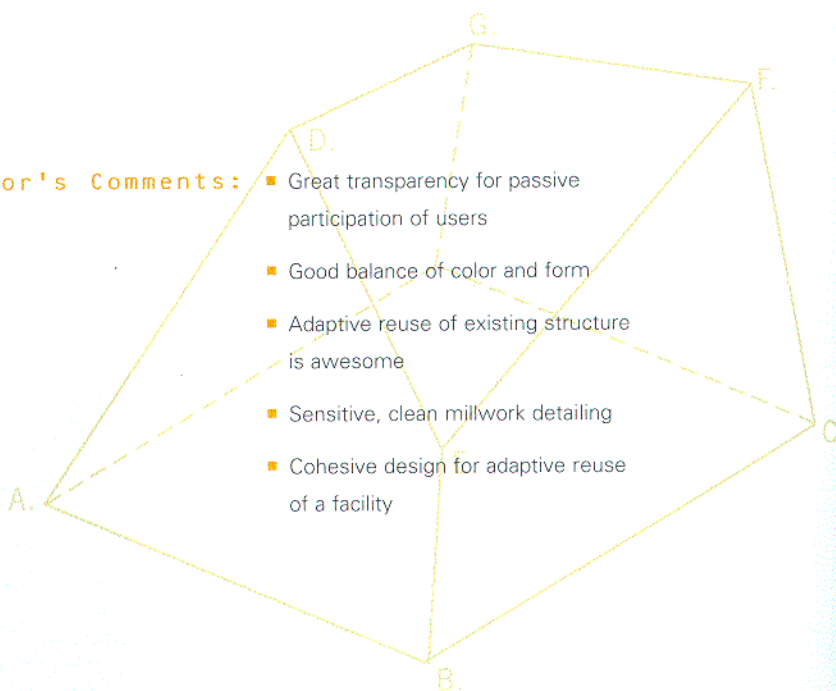 G.
F.
D.
or's Comments:
■ Great transparency for passive
participation of users
■ Good balance of color and form
■ Adaptive reuse of existing structure
is awesome
■ Sensitive, clean millwork detailing
■ Cohesive design for adaptive reuse
of a facility
A.
B.